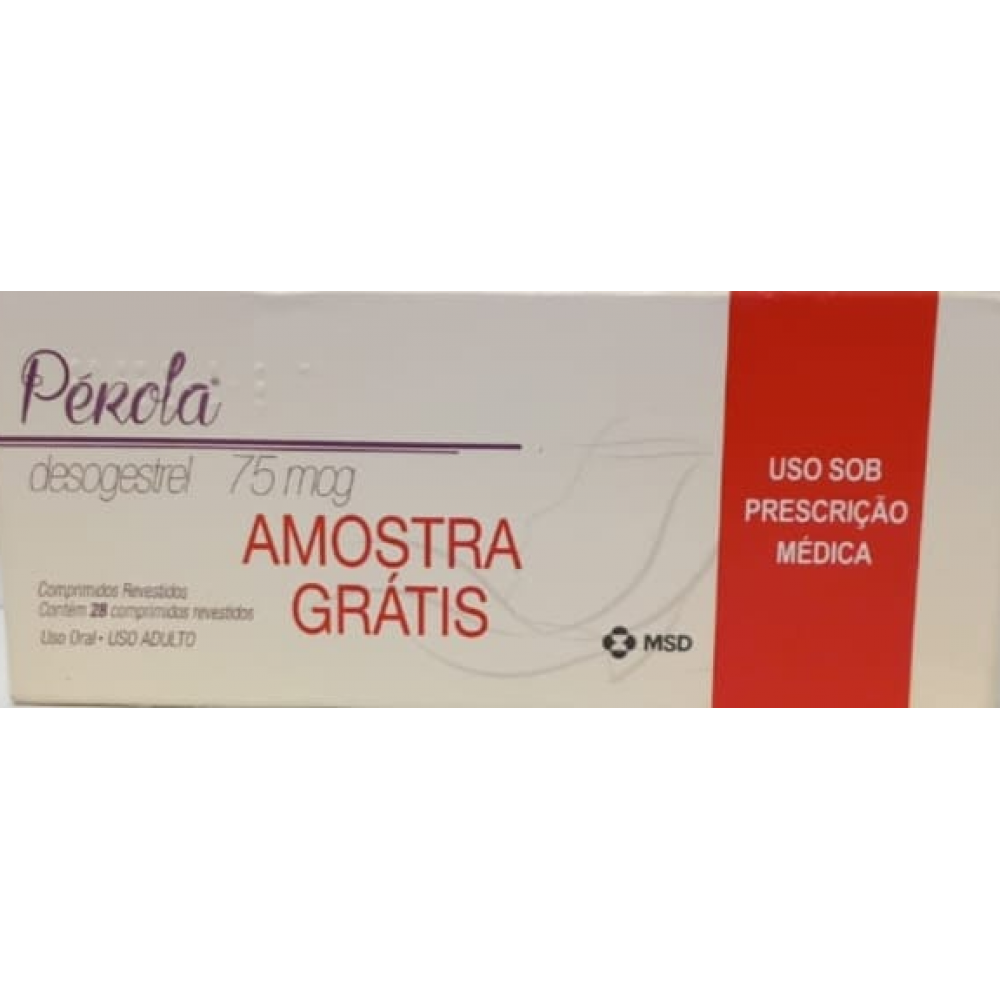 Pérola®
desogestrel 75 mcg
AMOSTRA
GRÁTIS
Comprimidos Revestidos
Contém 28 comprimidos revestidos
Uso Oral • USO ADULTO
MSD
USO SOB
PRESCRIÇÃO
MÉDICA